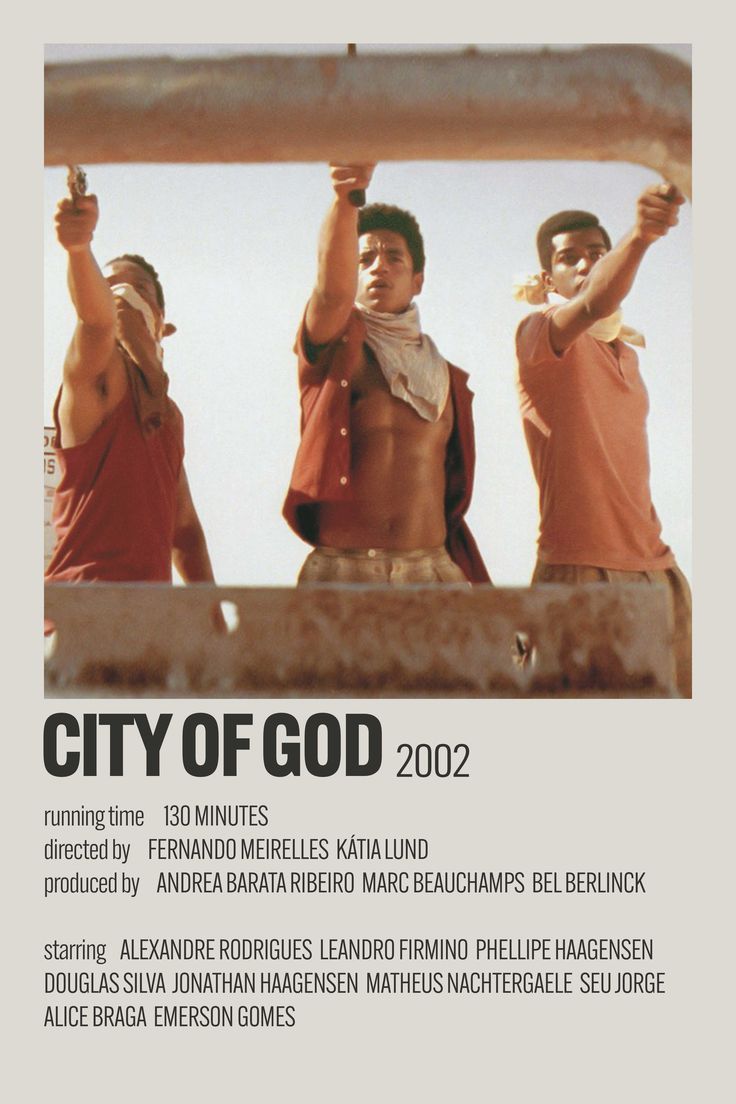 CITY OF GOD 2002
running time 130 MINUTES
directed by FERNANDO MEIRELLES KÁTIA LUND
produced by ANDREA BARATA RIBEIRO MARC BEAUCHAMPS BEL BERLINCK
starring ALEXANDRE RODRIGUES LEANDRO FIRMINO PHELLIPE HAAGENSEN
DOUGLAS SILVA JONATHAN HAAGENSEN MATHEUS NACHTERGAELE SEU JORGE
ALICE BRAGA EMERSON GOMES